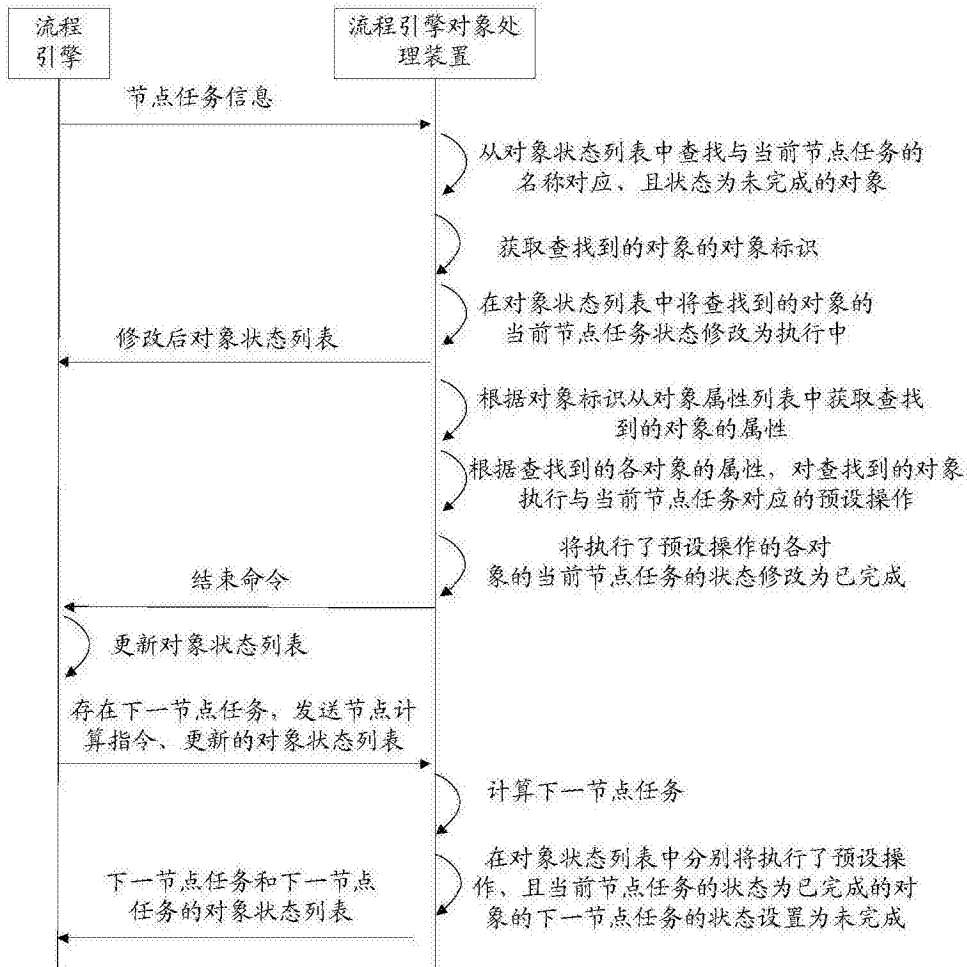 流程
引擎
流程引擎对象处
理装置
节点任务信息
从对象状态列表中查找与当前节点任务的
名称对应、且状态为未完成的对象
获取查找到的对象的对象标识
在对象状态列表中将查找到的对象的
当前节点任务状态修改为执行中
修改后对象状态列表
根据对象标识从对象属性列表中获取查找
到的对象的属性
根据查找到的各对象的属性，对查找到的对象
执行与当前节点任务对应的预设操作
将执行了预设操作的各对
象的当前节点任务的状态修改为已完成
结束命令
更新对象状态列表
存在下一节点任务，发送节点计
算指令、更新的对象状态列表
计算下一节点任务
在对象状态列表中分别将执行了预设操
作、且当前节点任务的状态为已完成的对
象的下一节点任务的状态设置为未完成
下一节点任务和下一节点
任务的对象状态列表